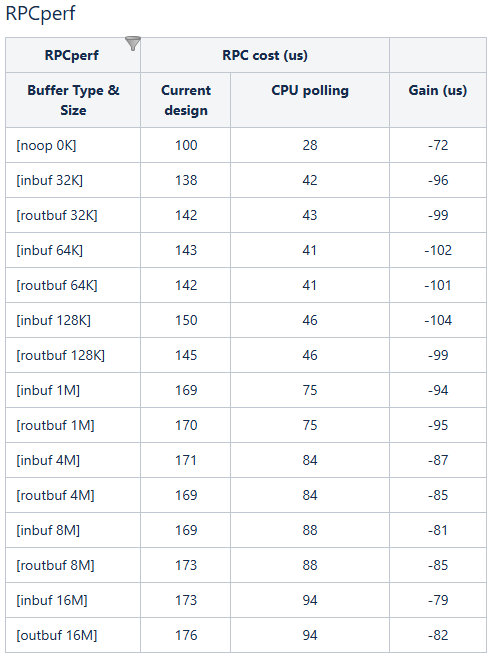 RPCperf
RPCperf RPC cost (us)
Buffer Type & Size Current design CPU polling Gain (us)
[noop 0K] 100 28 -72
[inbuf 32K] 138 42 -96
[routbuf 32K] 142 43 -99
[inbuf 64K] 143 41 -102
[routbuf 64K] 142 41 -101
[inbuf 128K] 150 46 -104
[routbuf 128K] 145 46 -99
[inbuf 1M] 169 75 -94
[routbuf 1M] 170 75 -95
[inbuf 4M] 171 84 -87
[routbuf 4M] 169 84 -85
[inbuf 8M] 169 88 -81
[routbuf 8M] 173 88 -85
[inbuf 16M] 173 94 -79
[outbuf 16M] 176 94 -82